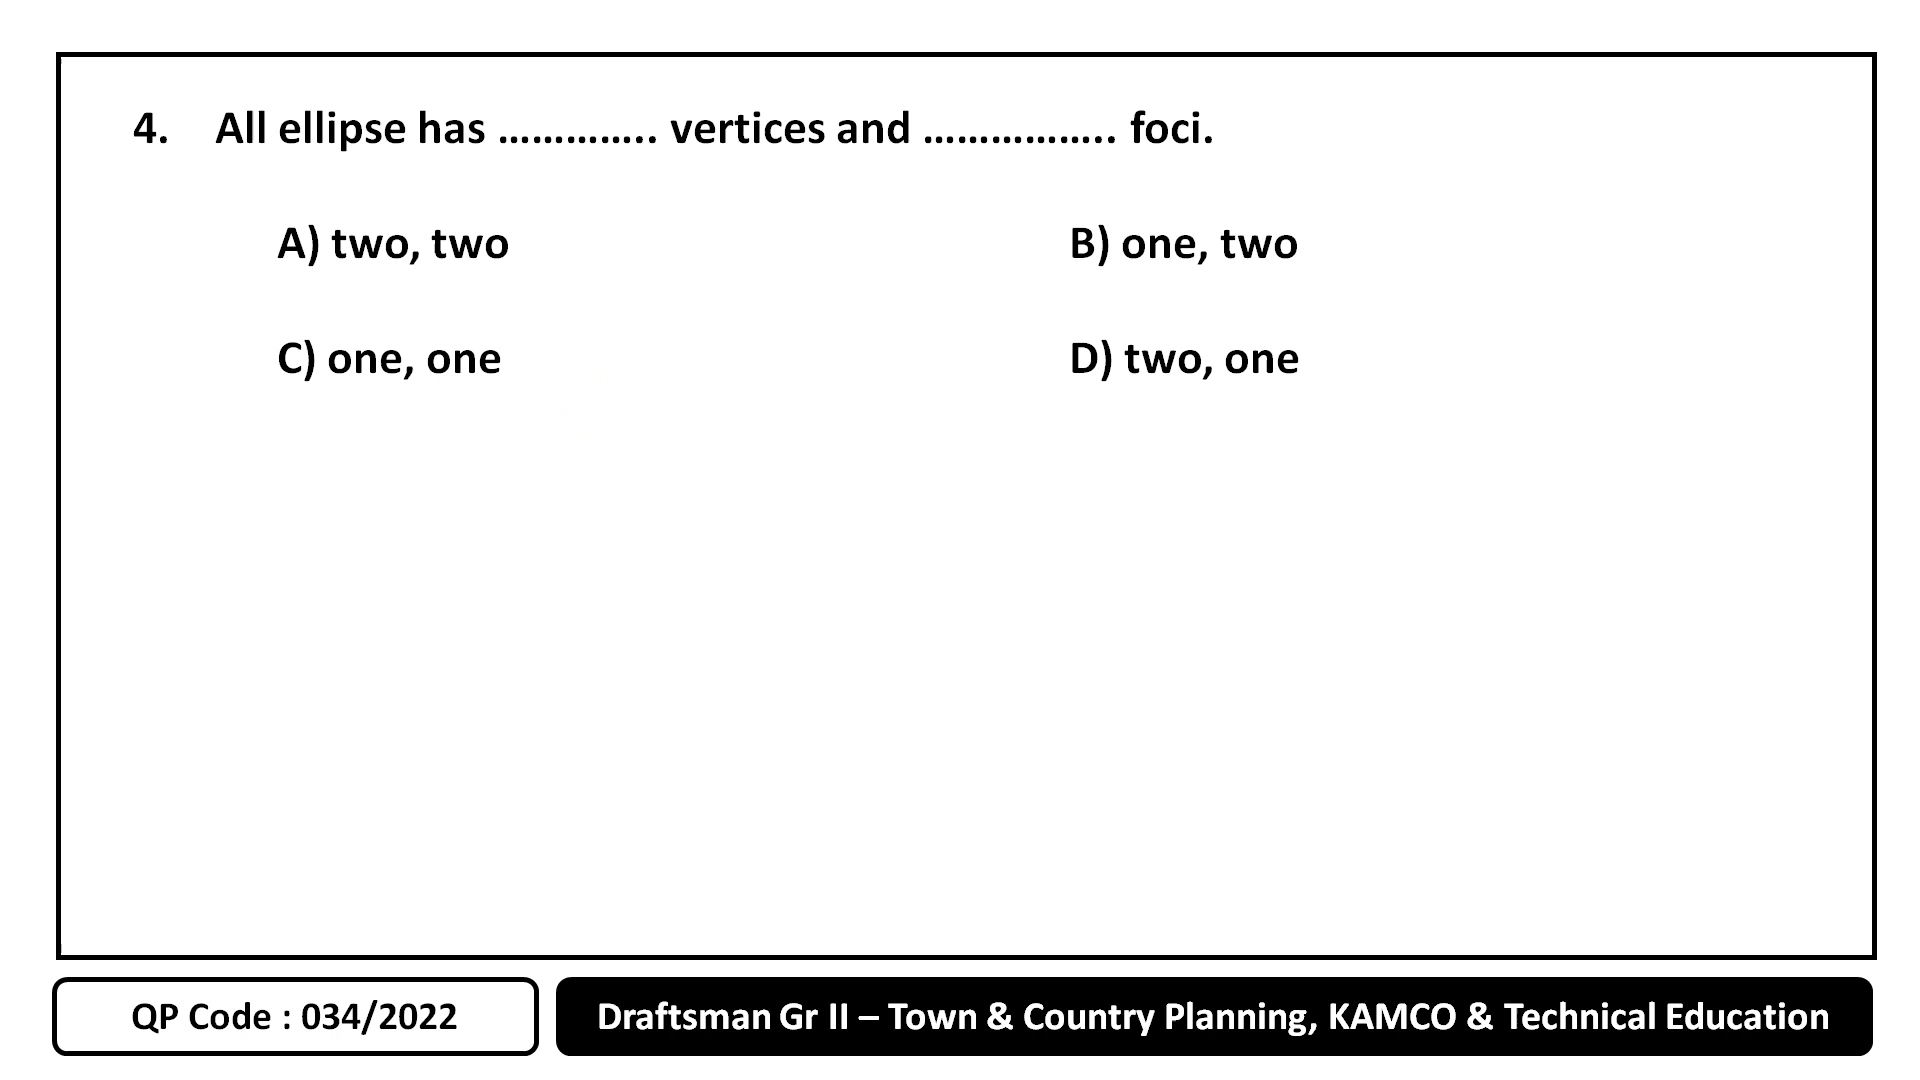 4. All ellipse has ………….. vertices and …………….. foci.
A) two, two B) one, two
C) one, one D) two, one
QP Code : 034/2022 Draftsman Gr II – Town & Country Planning, KAMCO & Technical Education